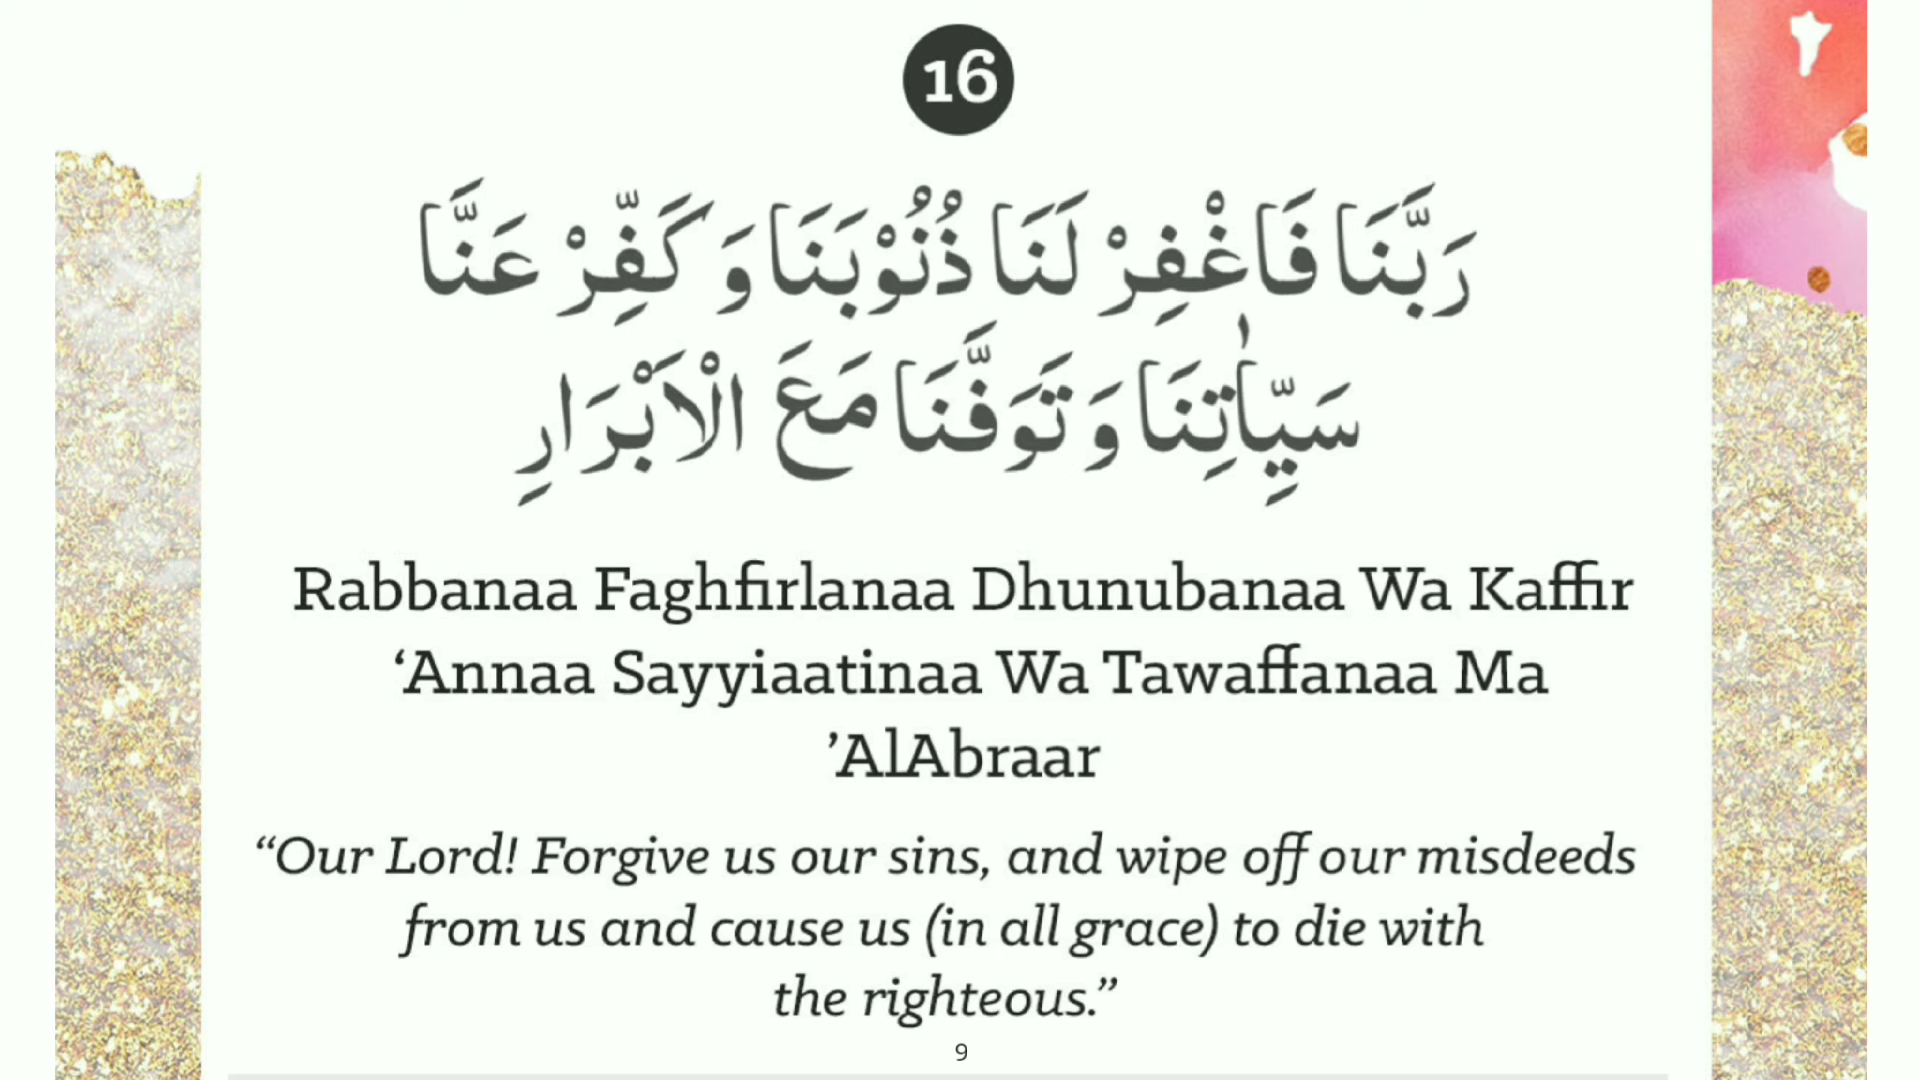 16
٢
رَبَّنَا فَاغْفِرْ لَنَا ذُنُوْبَنَا وَ كَفِّرْ عَنَّا
سَيِّاٰتِنَا وَ تَوَفَّنَا مَعَ الْاَبْرَارِ
Rabbanaa Faghfirlanaa Dhunubanaa Wa Kaffir
‘Annaa Sayyiaatinaa Wa Tawaffanaa Ma
’AlAbraar
“Our Lord! Forgive us our sins, and wipe off our misdeeds
from us and cause us (in all grace) to die with
the righteous.”
9